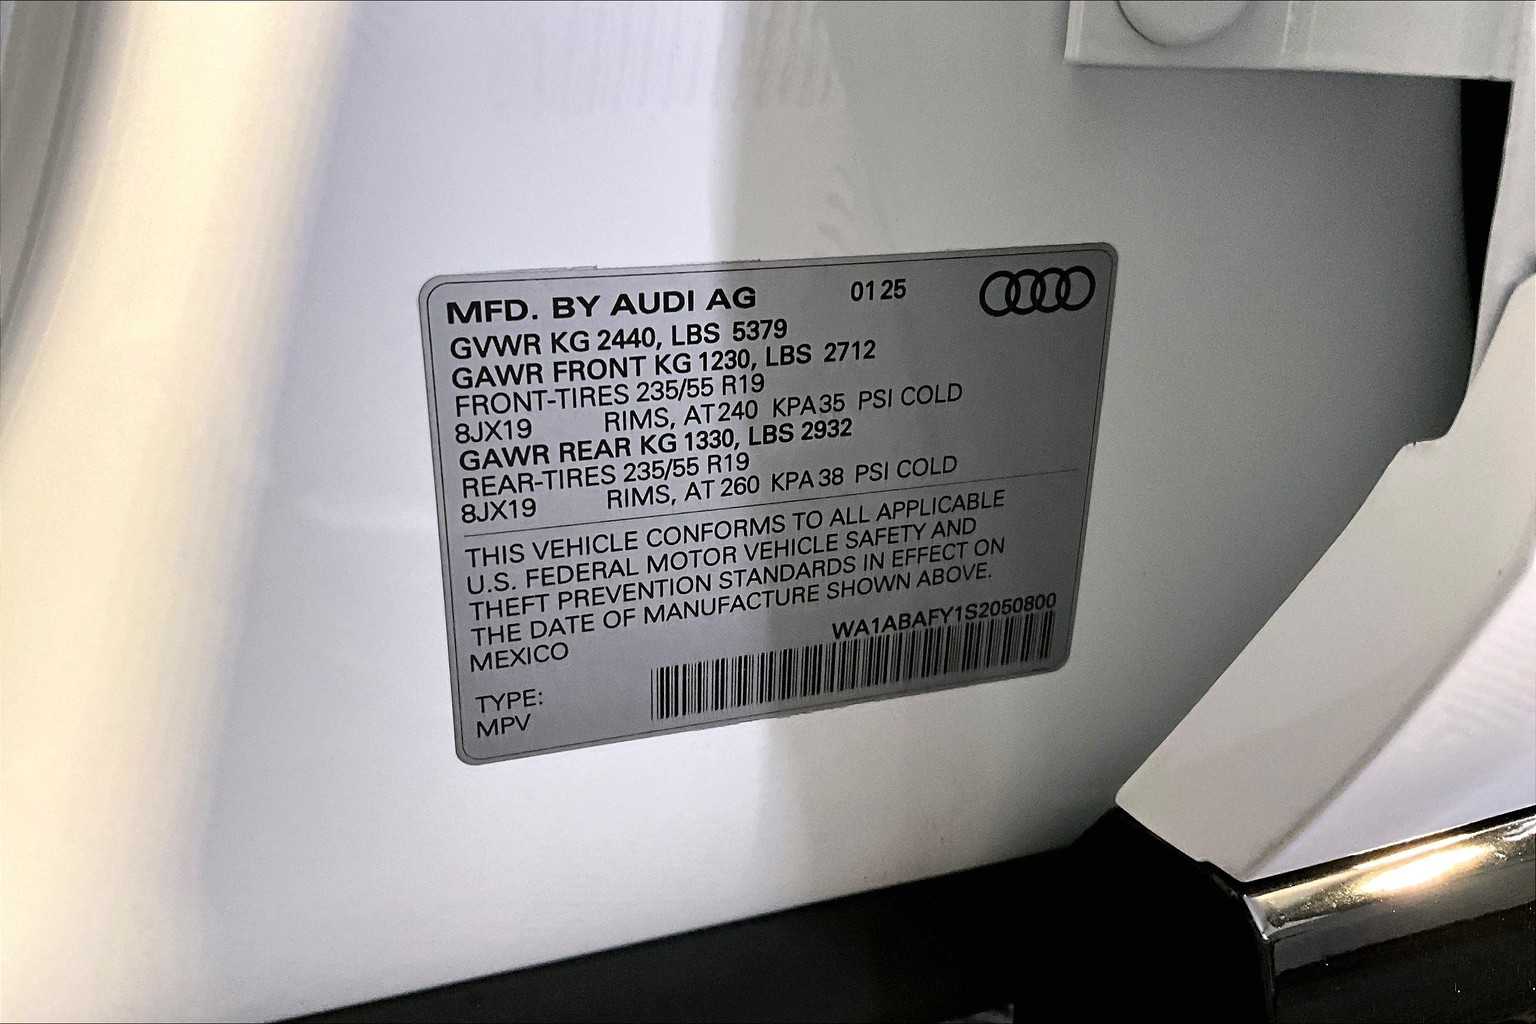 MFD. BY AUDI AG 01 25
GVWR KG 2440, LBS 5379
GAWR FRONT KG 1230, LBS 2712
FRONT-TIRES 235/55 R19
8JX19 RIMS, AT 240 KPA 35 PSI COLD
GAWR REAR KG 1330, LBS 2932
REAR-TIRES 235/55 R19
8JX19 RIMS, AT 260 KPA 38 PSI COLD
THIS VEHICLE CONFORMS TO ALL APPLICABLE
U.S. FEDERAL MOTOR VEHICLE SAFETY AND
THEFT PREVENTION STANDARDS IN EFFECT ON
THE DATE OF MANUFACTURE SHOWN ABOVE.
MEXICO WA1ABAFY1S2050800
TYPE:
MPV